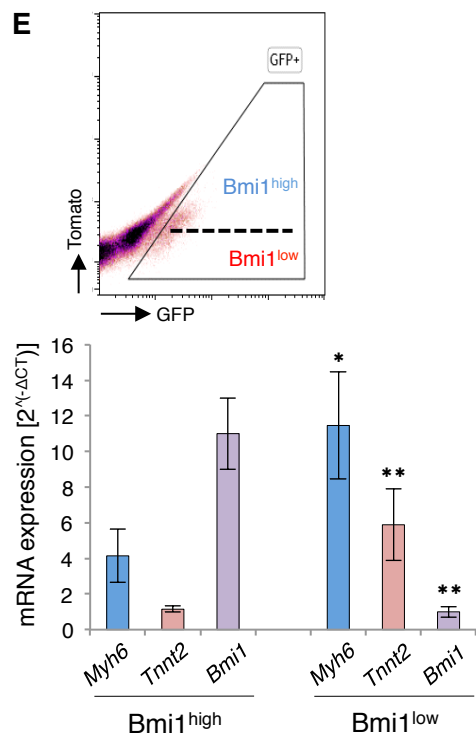 E
GFP+
Tomato
Bmi1high
Bmi1low
GFP
mRNA expression [2^(-ΔCT)]
16
14
12
10
8
6
4
2
0
*
**
**
Myh6
Tnnt2
Bmi1
Myh6
Tnnt2
Bmi1
Bmi1high
Bmi1low